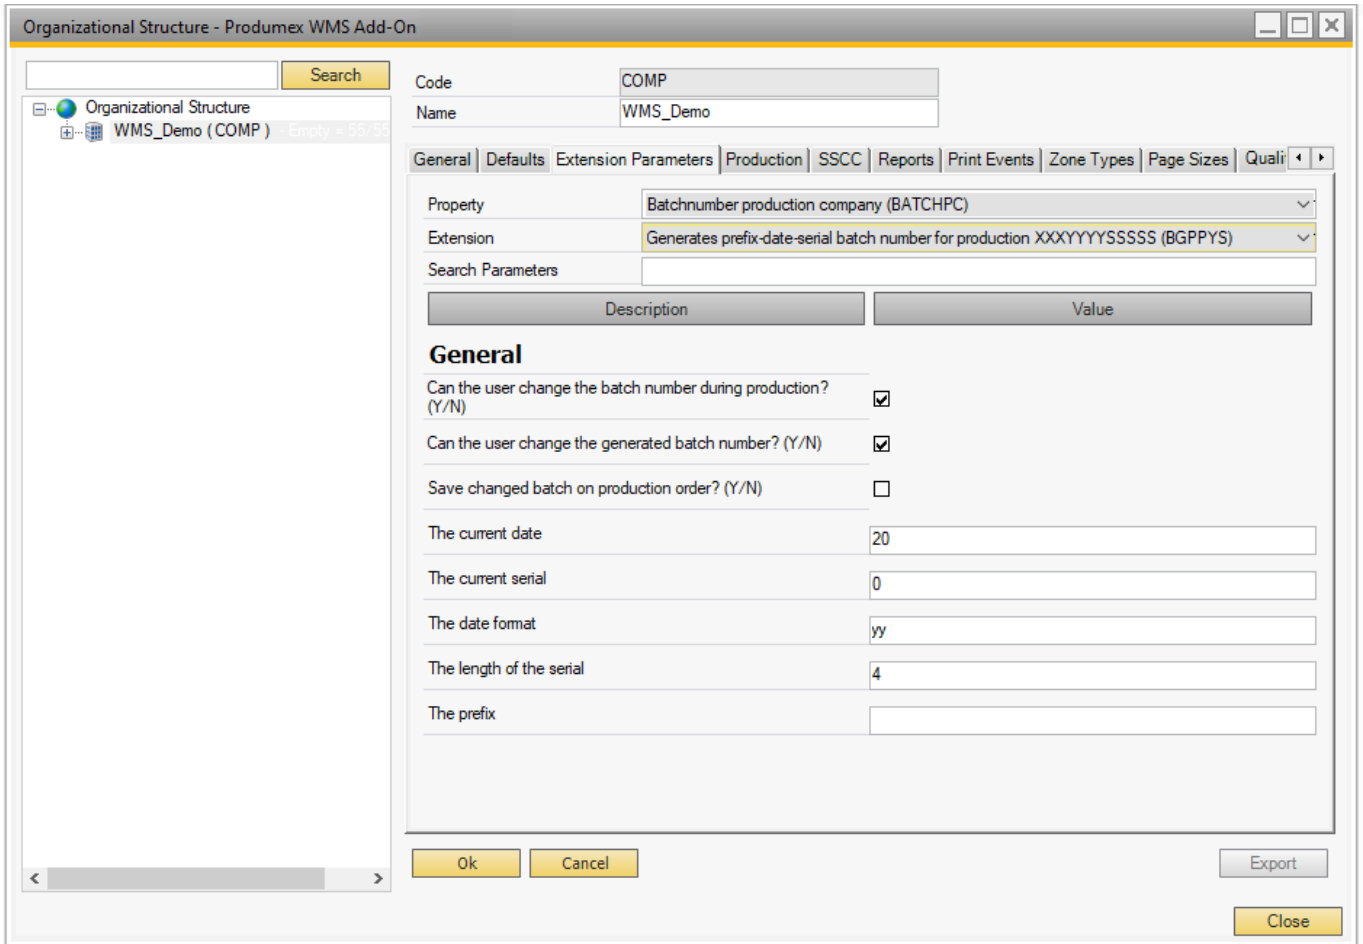 Organizational Structure - Produmex WMS Add-On
Search
Organizational Structure
WMS_Demo ( COMP ) - Empty = 55/55
Code COMP
Name WMS_Demo
General Defaults Extension Parameters Production SSCC Reports Print Events Zone Types Page Sizes Quali
Property Batchnumber production company (BATCHPC)
Extension Generates prefix-date-serial batch number for production XXXYYYYSSSSS (BGPPYS)
Search Parameters
Description Value
General
Can the user change the batch number during production?
(Y/N)
Can the user change the generated batch number? (Y/N)
Save changed batch on production order? (Y/N)
The current date 20
The current serial 0
The date format yy
The length of the serial 4
The prefix
Ok Cancel Export
Close